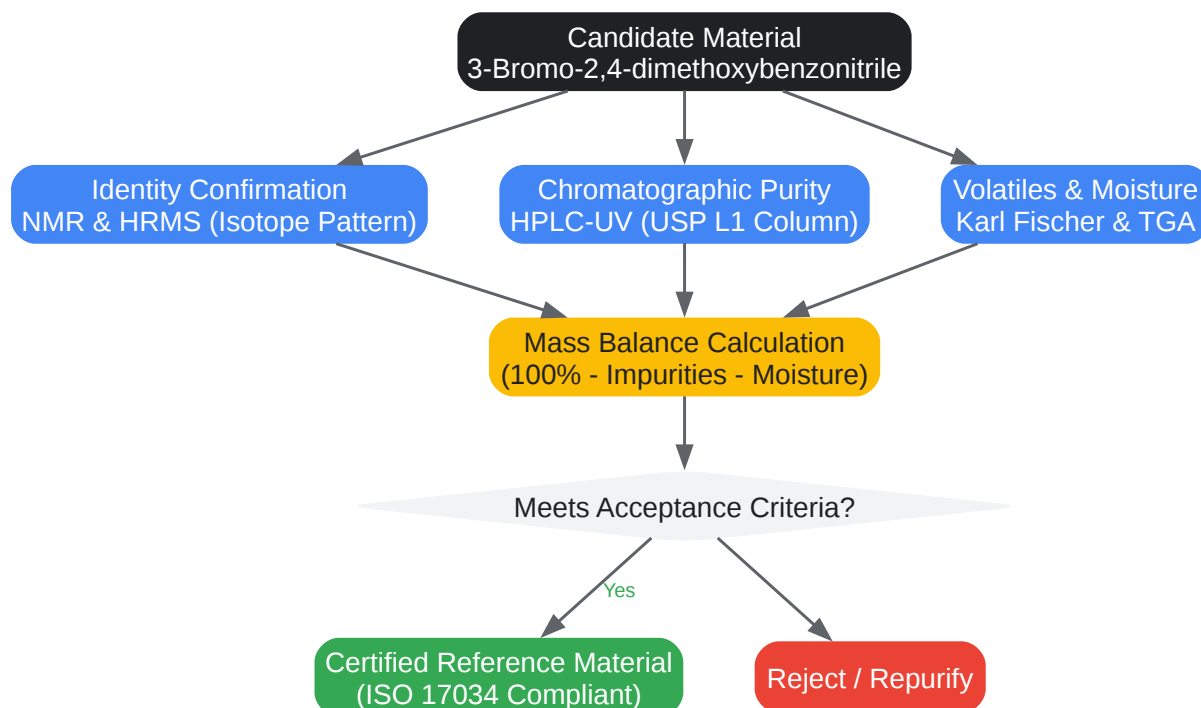 Candidate Material
3-Bromo-2,4-dimethoxybenzonitrile
Identity Confirmation
NMR & HRMS (Isotope Pattern)
Chromatographic Purity
HPLC-UV (USP L1 Column)
Volatiles & Moisture
Karl Fischer & TGA
Mass Balance Calculation
(100% - Impurities - Moisture)
Meets Acceptance Criteria?
Yes
Certified Reference Material
(ISO 17034 Compliant)
Reject / Repurify